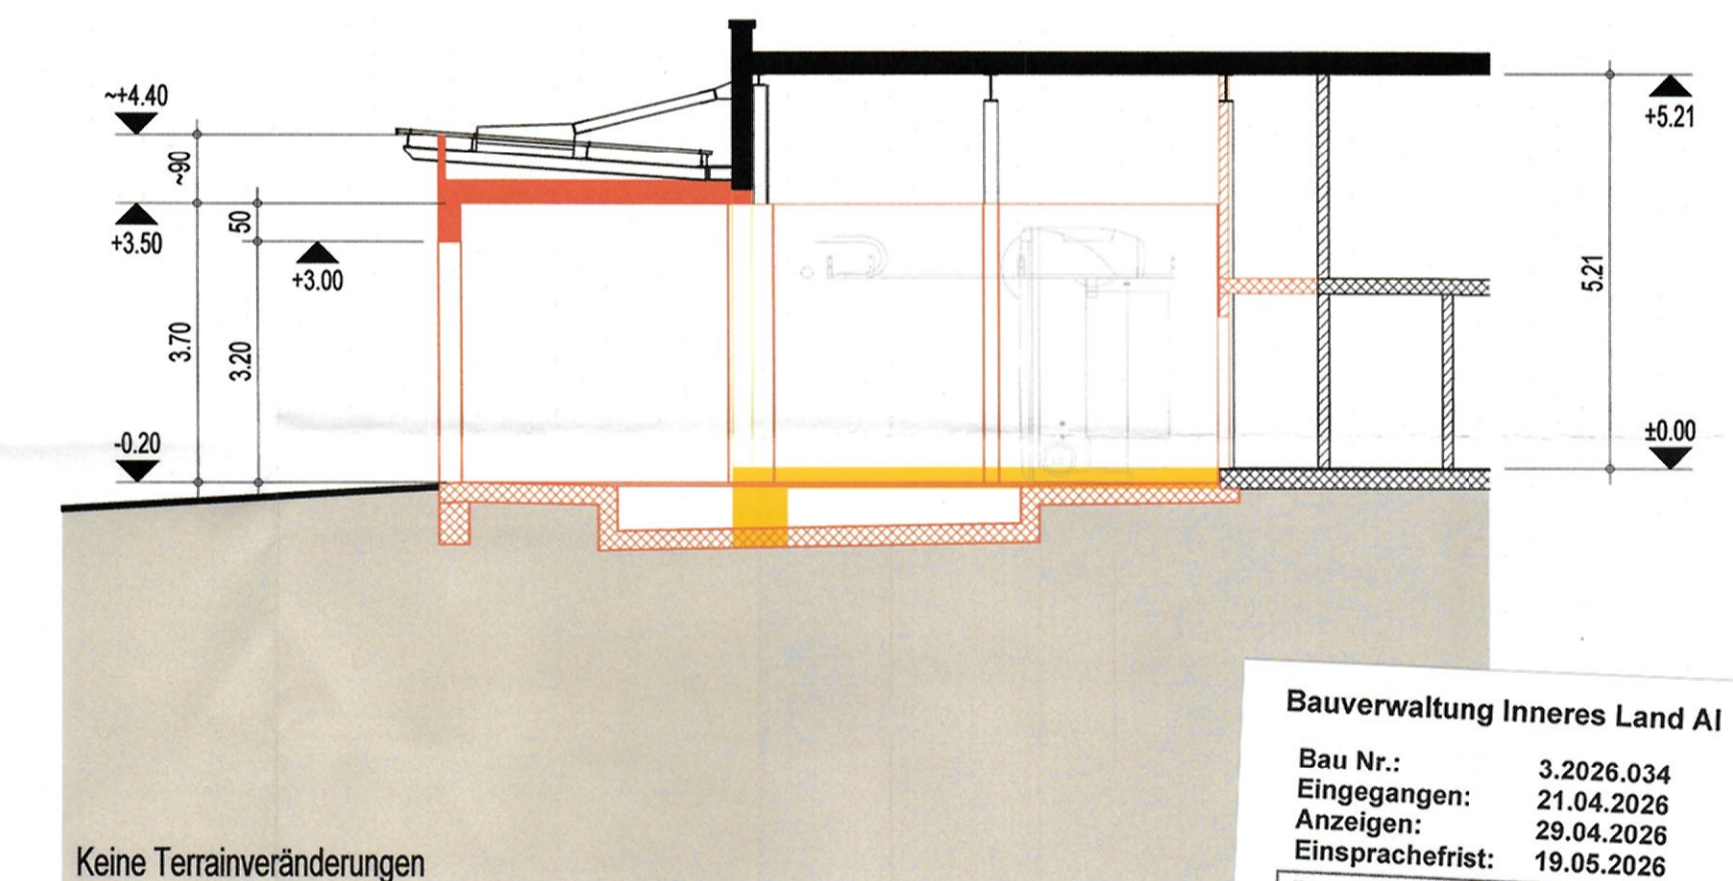 ~+4.40
~90
+3.50
50
+3.00
3.70
3.20
-0.20
+5.21
5.21
±0.00
Keine Terrainveränderungen
Bauverwaltung Inneres Land AI
Bau Nr.: 3.2026.034
Eingegangen: 21.04.2026
Anzeigen: 29.04.2026
Einsprachefrist: 19.05.2026